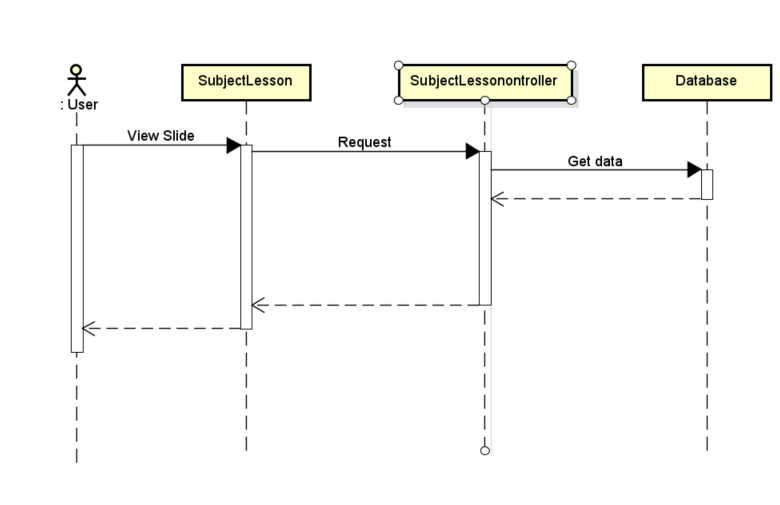 SubjectLesson
SubjectLessonontroller
Database
: User
View Slide
Request
Get data